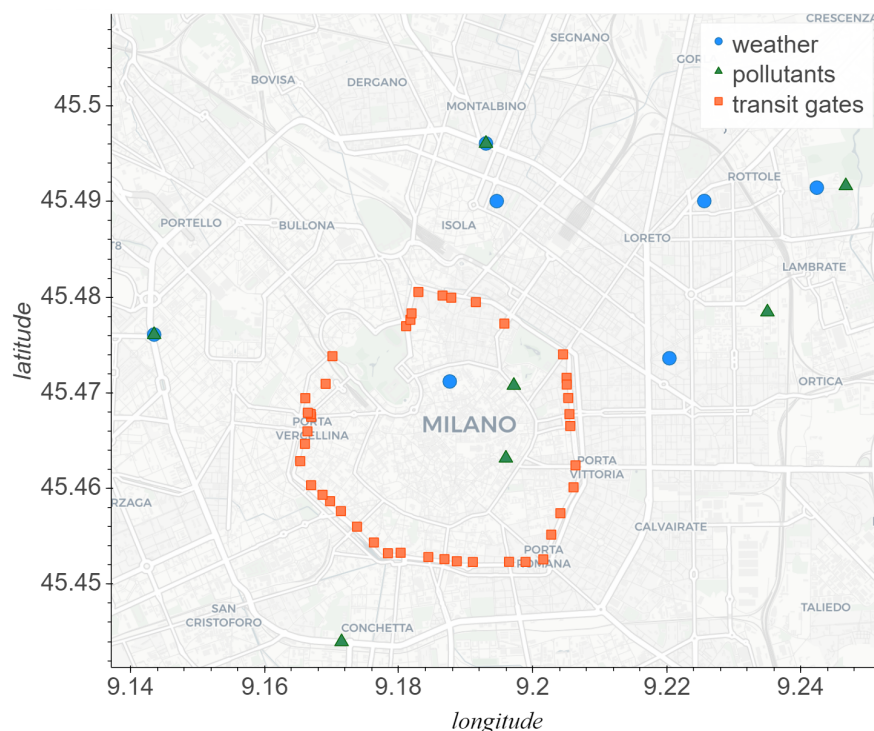 CRESCENZA
SEGNANO
GOR
BOVISA
DERGANO
MONTALBINO
weather
pollutants
transit gates
45.5
45.49
45.48
45.47
45.46
45.45
latitude
ROTTOLE
PORTELLO
BULLONA
ISOLA
LORETO
T8
LAMBRATE
ORTICA
MILANO
PORTA
VERCELLINA
PORTA
VITTORIA
RZAGA
CALVAIRATE
PORTA
ROMANA
SAN
CRISTOFORO
CONCHETTA
TALIEDO
9.14
9.16
9.18
9.2
9.22
9.24
longitude